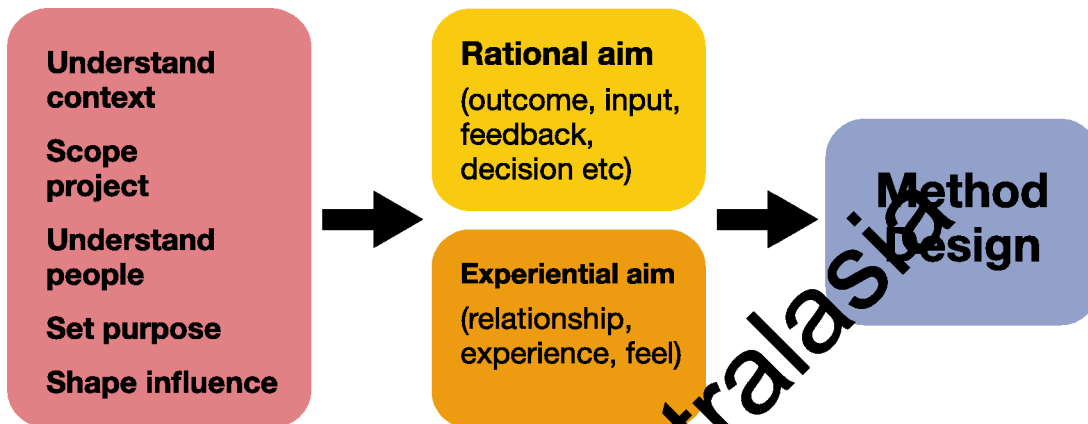 Understand
context
Scope
project
Understand
people
Set purpose
Shape influence
Rational aim
(outcome, input,
feedback,
decision etc)
Experiential aim
(relationship,
experience, feel)
Method
Design
tralasia